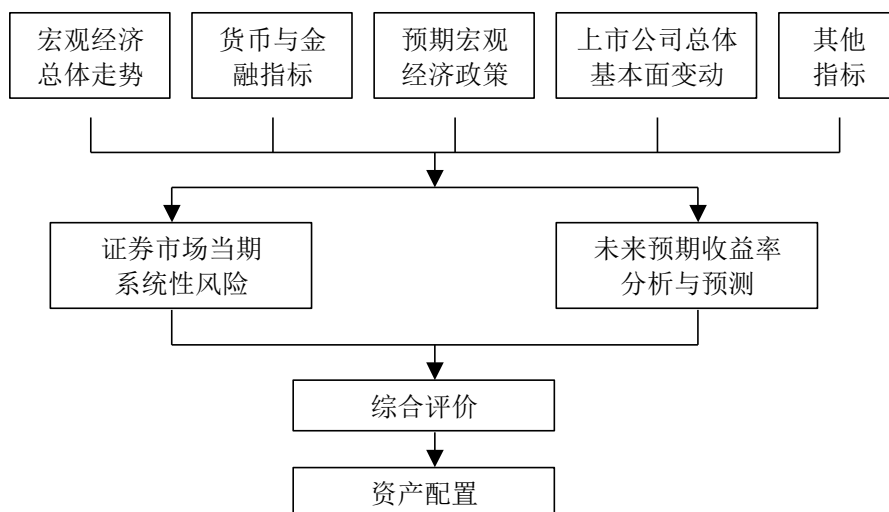 宏观经济
总体走势
货币与金
融指标
预期宏观
经济政策
上市公司总体
基本面变动
其他
指标
证券市场当期
系统性风险
未来预期收益率
分析与预测
综合评价
资产配置